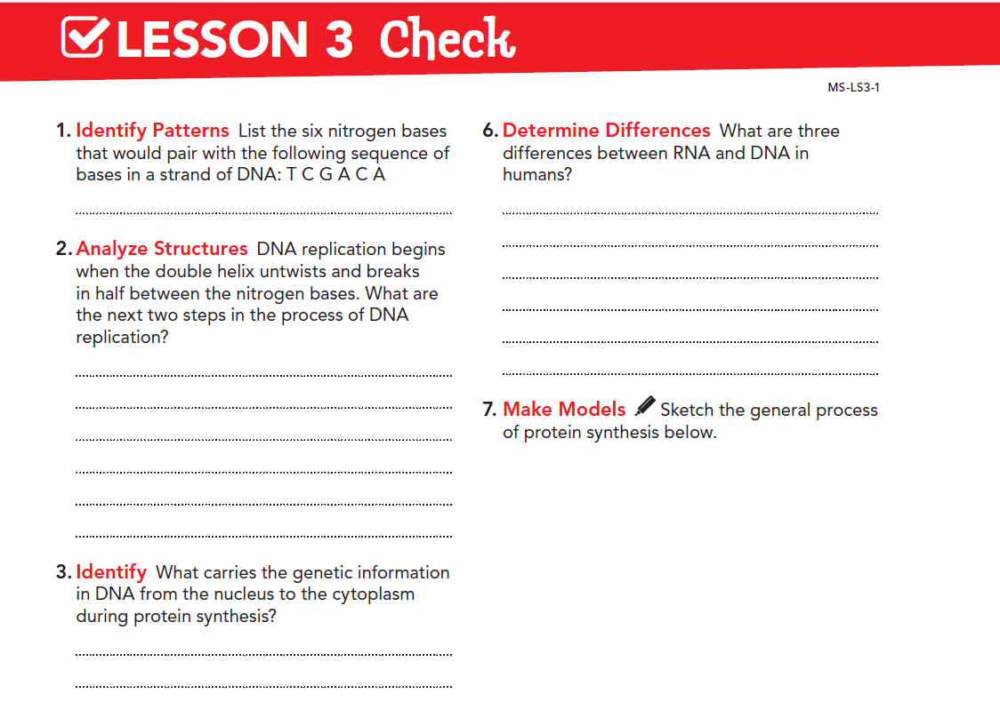 LESSON 3 Check
MS-LS3-1
1. Identify Patterns List the six nitrogen bases
that would pair with the following sequence of
bases in a strand of DNA: T C G A C A
2. Analyze Structures DNA replication begins
when the double helix untwists and breaks
in half between the nitrogen bases. What are
the next two steps in the process of DNA
replication?
3. Identify What carries the genetic information
in DNA from the nucleus to the cytoplasm
during protein synthesis?
6. Determine Differences What are three
differences between RNA and DNA in
humans?
7. Make Models Sketch the general process
of protein synthesis below.